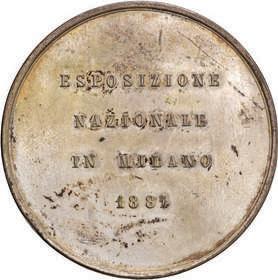 ESPOSIZIONE
NAZIONALE
IN MILANO
1881